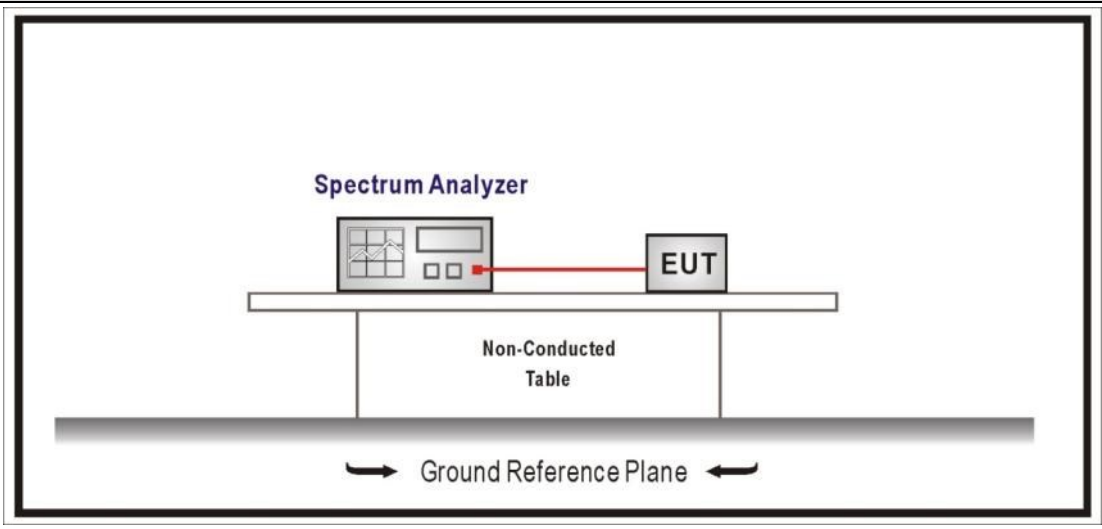 Spectrum Analyzer
EUT
Non-Conducted
Table
Ground Reference Plane